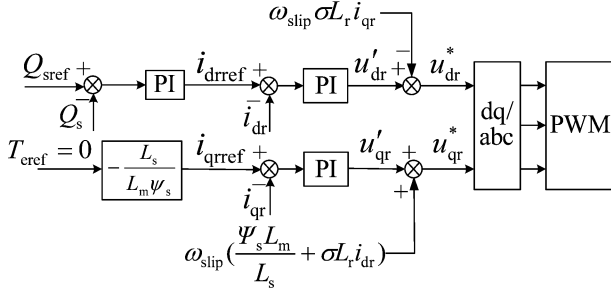 ω_slip σL_r i_qr
Q_sref + − Q_s PI i_drref + − i_dr PI u′_dr + − u*_dr
T_eref = 0 −L_s/(L_m ψ_s) i_qrref + − i_qr PI u′_qr + + u*_qr
dq/
abc
PWM
ω_slip(Ψ_s L_m/L_s + σL_r i_dr)